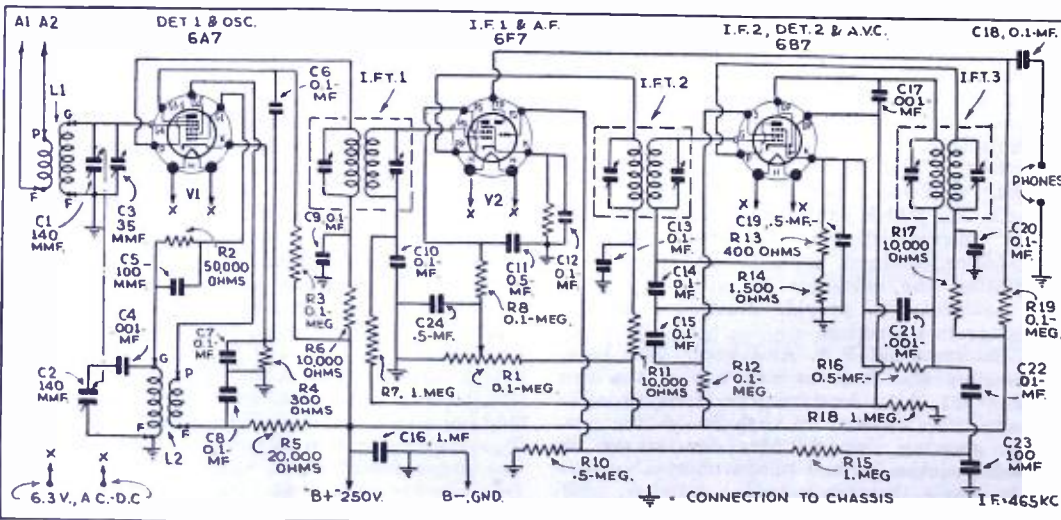 A1 A2
DET 1 & OSC.
6A7
I.F.1 & A.F.
6F7
I.F.2, DET.2 & A.V.C.
6B7
C18, 0.1-MF.
L1
G
P
F
F
C6
0.1-
MF
I.F.T.1
I.F.T.2
C17
.001-
MF.
I.F.T.3
V1
X X
V2
X X
X X
PHONES
C1
140
MMF.
C3
35
MMF.
R2
50,000
OHMS
C5
100
MMF.
C4
.001-
MF
C2
140
MMF.
G
P
F
F
L2
C7
0.1-
MF.
C8
0.1-
MF
R5
20,000
OHMS
R4
300
OHMS
R3
0.1-
MEG
R6
10,000
OHMS
C9 0.1-
MF.
C10
0.1-
MF.
R7, 1. MEG.
C24
.5-MF.
R1
0.1-MEG.
C11
0.5
MF.
R8
0.1-MEG.
C12
0.1-
MF.
C13
0.1-
MF.
C14
0.1-
MF.
C15
0.1-
MF.
R11
10,000
OHMS
R12
0.1-
MEG.
C19, .5-MF.-
R13
400 OHMS
R14
1,500
OHMS
R17
10,000
OHMS
C20
0.1-
MF.
R19
0.1-
MEG.
C21
.001-
MF.
R16
0.5-MF.-
C22
.01-
MF.
R18, 1. MEG.
C23
100
MMF
R15
1. MEG
R10
.5-MEG.
C16, 1. MF
X X
6.3 V., A C.-D.C
"B+"250V.
B-, GND.
CONNECTION TO CHASSIS
I.F.=465KC